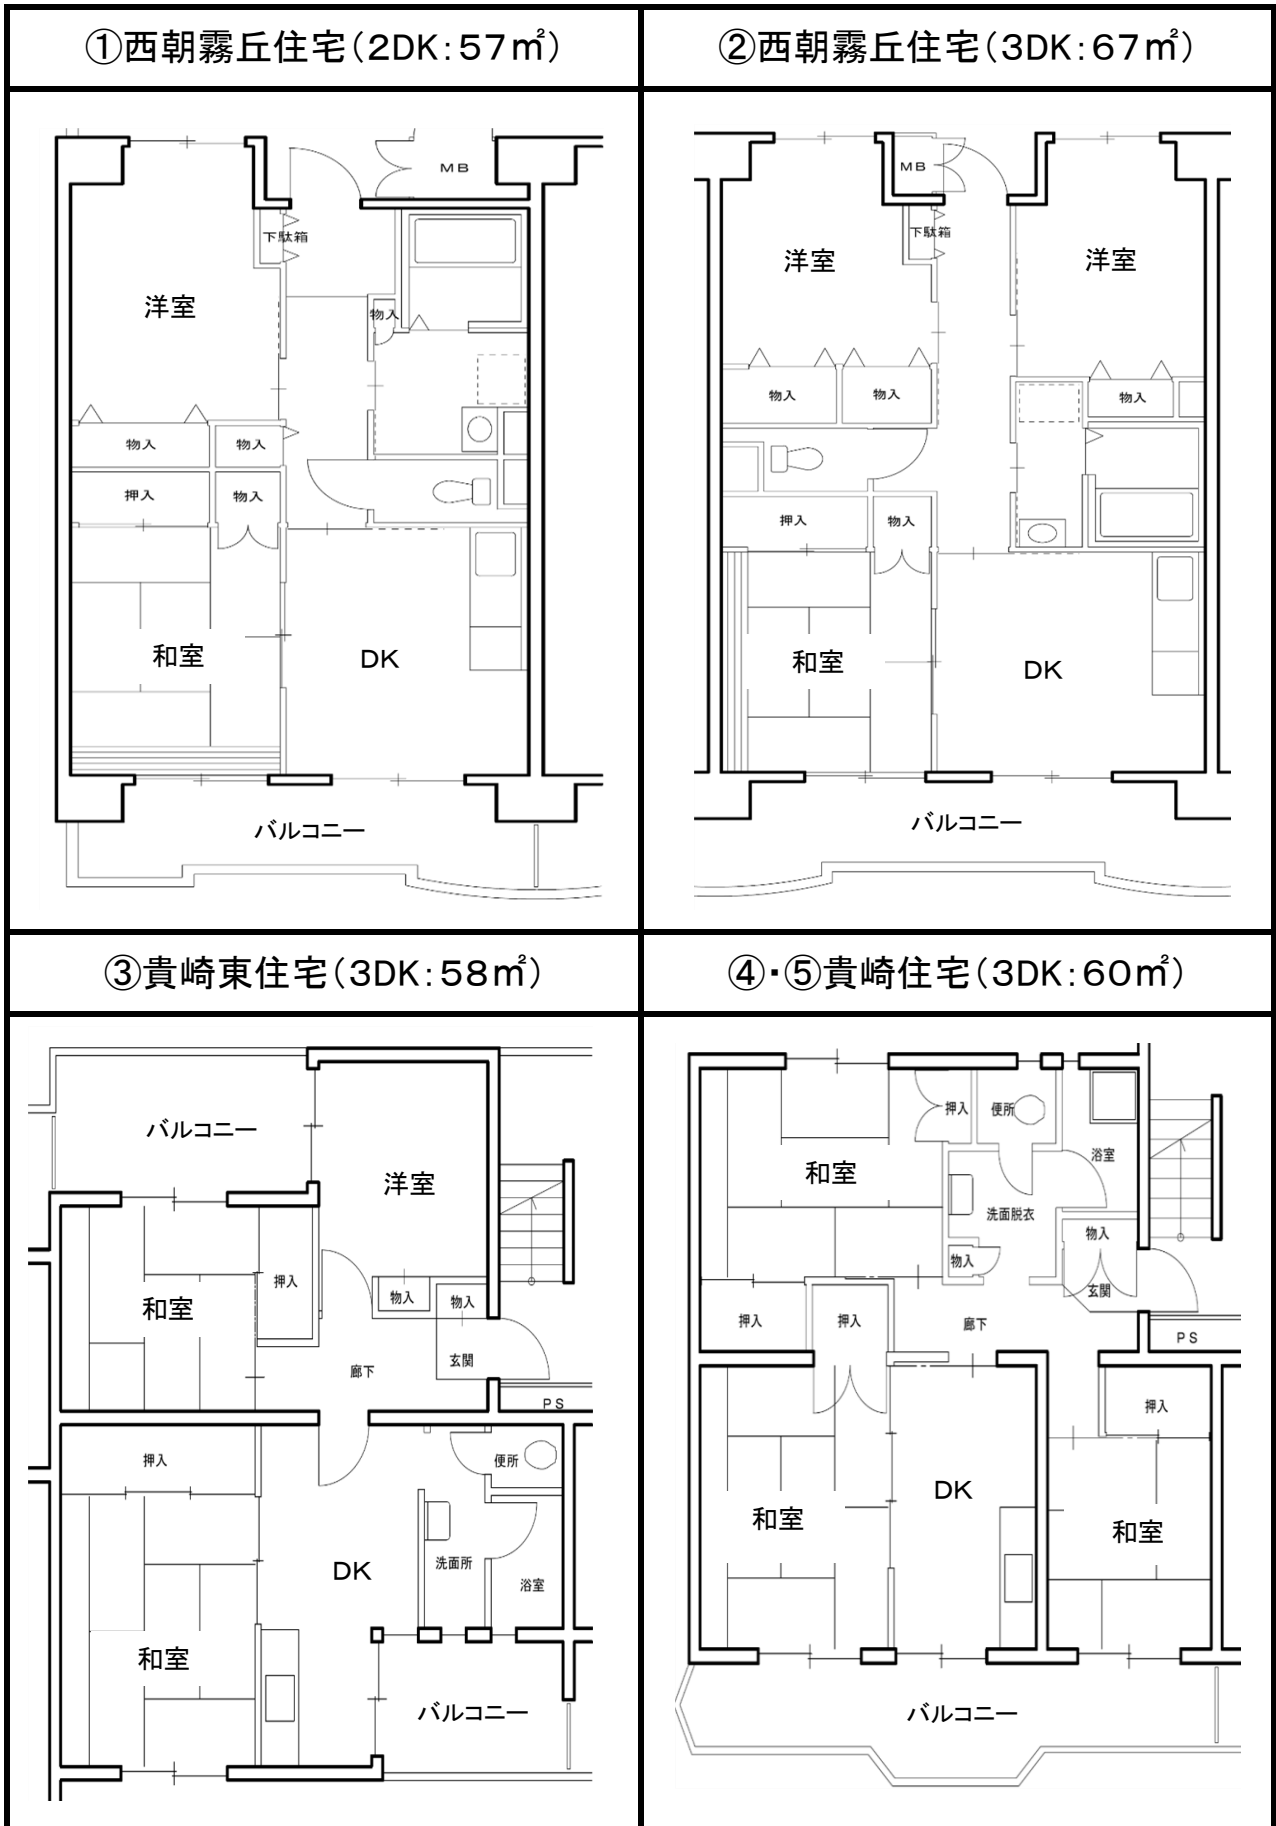 ①西朝霧丘住宅(2DK:57㎡)
②西朝霧丘住宅(3DK:67㎡)
MB
下駄箱
洋室
物入
物入
物入
押入
物入
和室
DK
バルコニー
MB
下駄箱
洋室
洋室
物入
物入
物入
押入
物入
和室
DK
バルコニー
③貴崎東住宅(3DK:58㎡)
④・⑤貴崎住宅(3DK:60㎡)
バルコニー
洋室
押入
和室
物入
物入
廊下
玄関
PS
押入
便所
DK
洗面所
浴室
和室
バルコニー
押入
便所
浴室
和室
洗面脱衣
物入
物入
玄関
押入
押入
廊下
PS
押入
DK
和室
和室
バルコニー